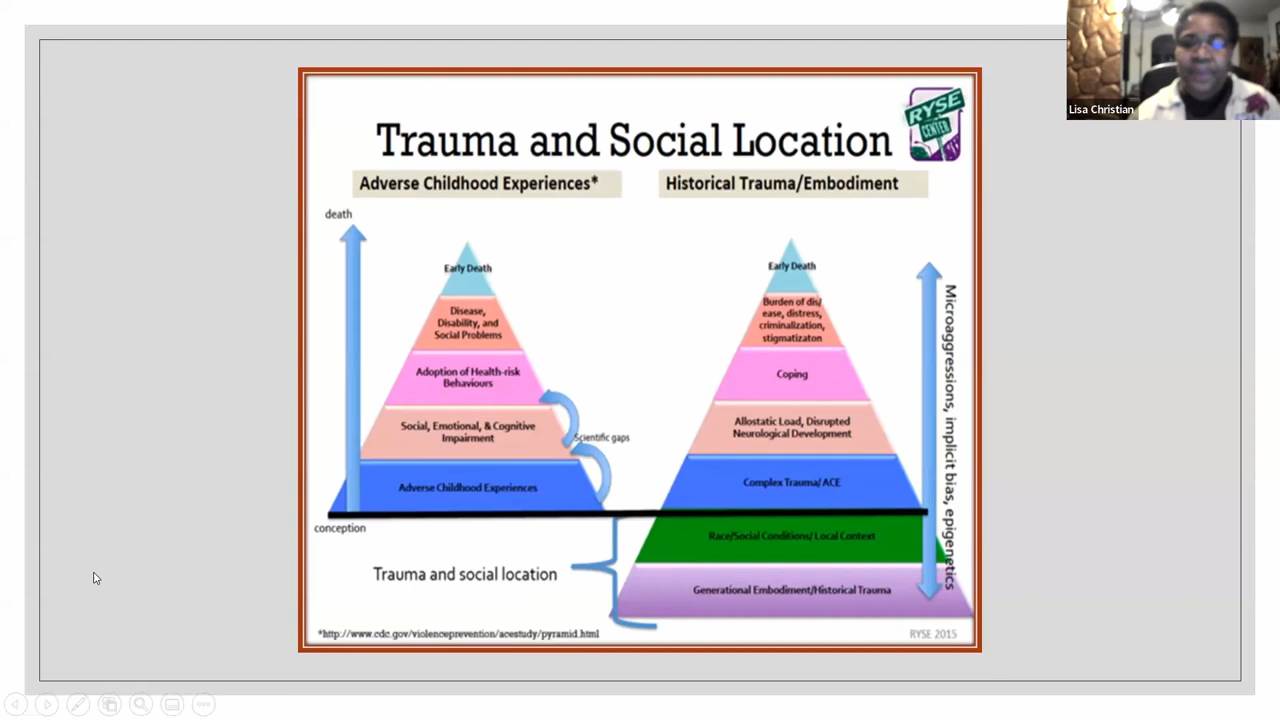 Lisa Christian
RYSE
CENTER
Trauma and Social Location
Adverse Childhood Experiences*
Historical Trauma/Embodiment
death
Early Death
Disease,
Disability, and
Social Problems
Adoption of Health-risk
Behaviours
Social, Emotional, & Cognitive
Impairment
Scientific gaps
Adverse Childhood Experiences
conception
Early Death
Burden of dis/
ease, distress,
criminalization,
stigmatizaton
Coping
Allostatic Load, Disrupted
Neurological Development
Complex Trauma/ ACE
Race/Social Conditions/ Local Context
Generational Embodiment/Historical Trauma
Microaggressions, implicit bias, epigenetics
Trauma and social location
*http://www.cdc.gov/violenceprevention/acestudy/pyramid.html
RYSE 2015